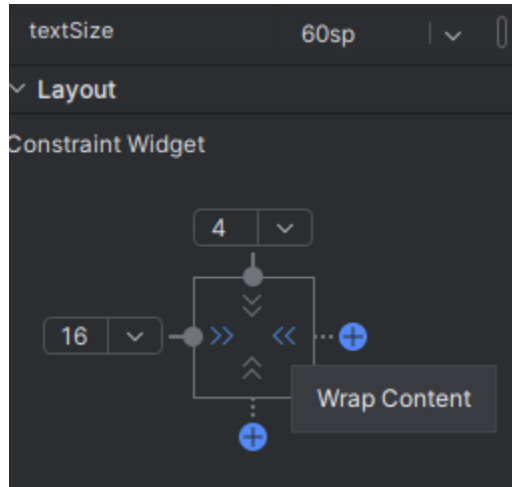 textSize
60sp
Layout
Constraint Widget
4
16
Wrap Content